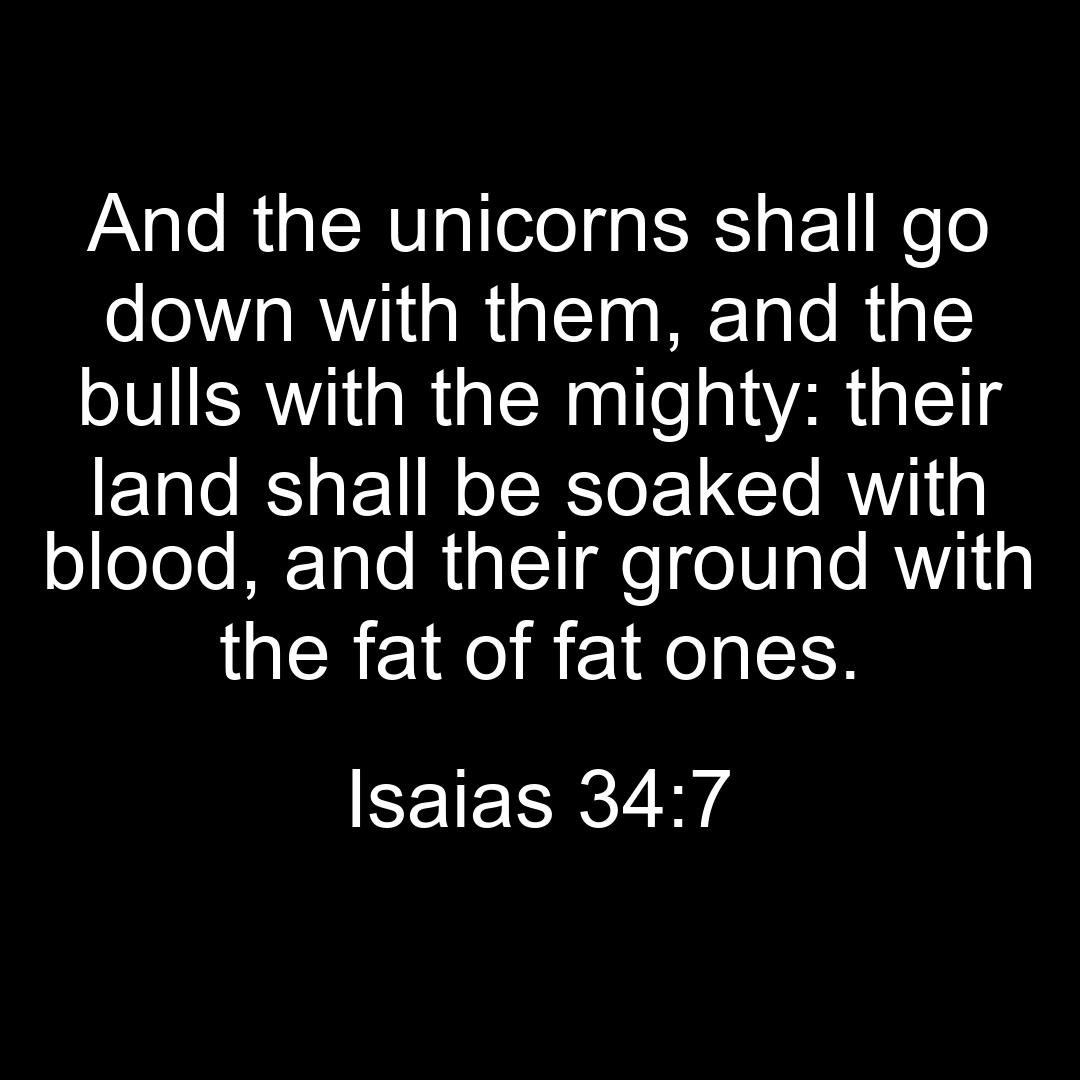 And the unicorns shall go
down with them, and the
bulls with the mighty: their
land shall be soaked with
blood, and their ground with
the fat of fat ones.
Isaias 34:7